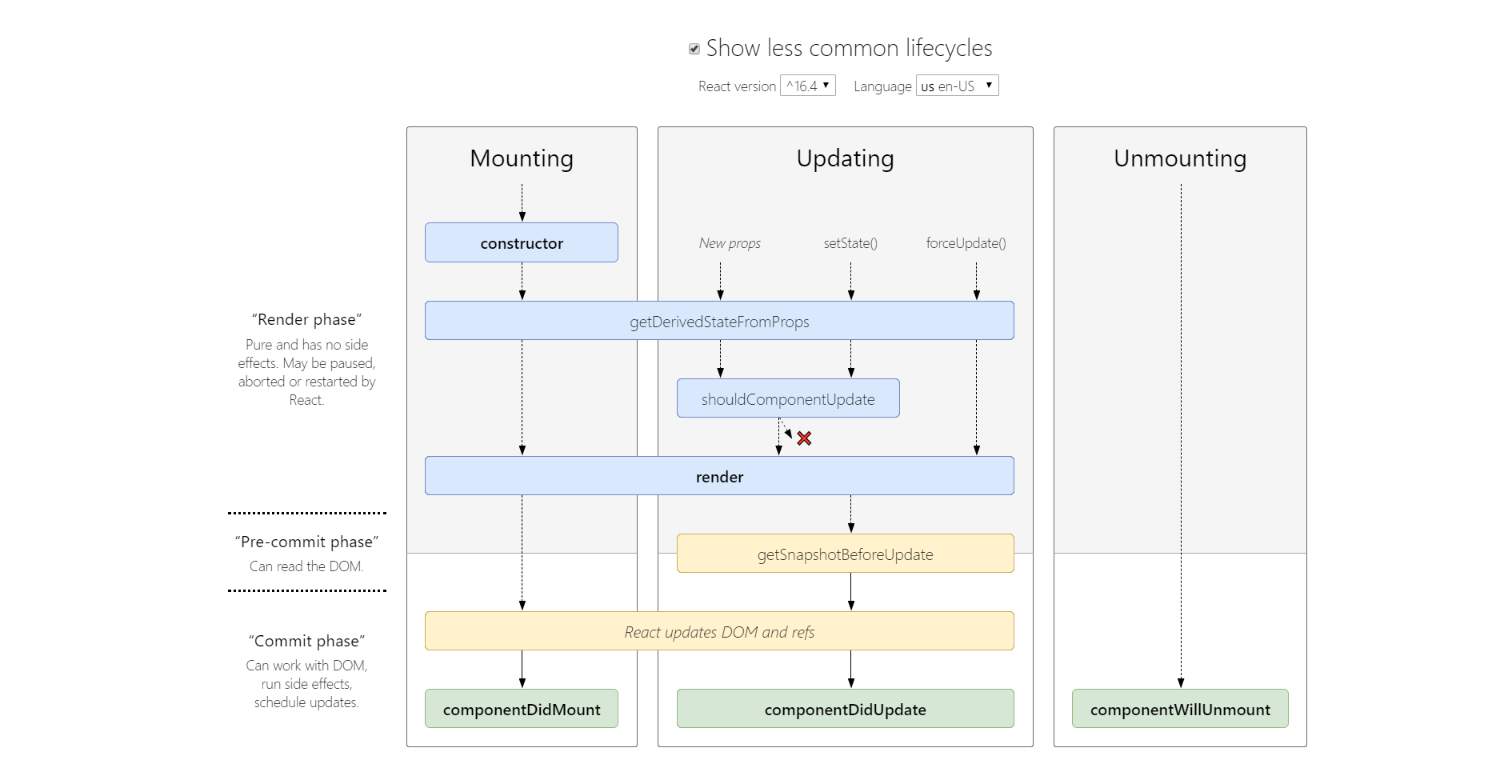 Show less common lifecycles
React version ^16.4 Language us en-US
Mounting
Updating
Unmounting
constructor
New props
setState()
forceUpdate()
getDerivedStateFromProps
“Render phase”
Pure and has no side
effects. May be paused,
aborted or restarted by
React.
shouldComponentUpdate
render
“Pre-commit phase”
Can read the DOM.
getSnapshotBeforeUpdate
React updates DOM and refs
“Commit phase”
Can work with DOM,
run side effects,
schedule updates.
componentDidMount
componentDidUpdate
componentWillUnmount